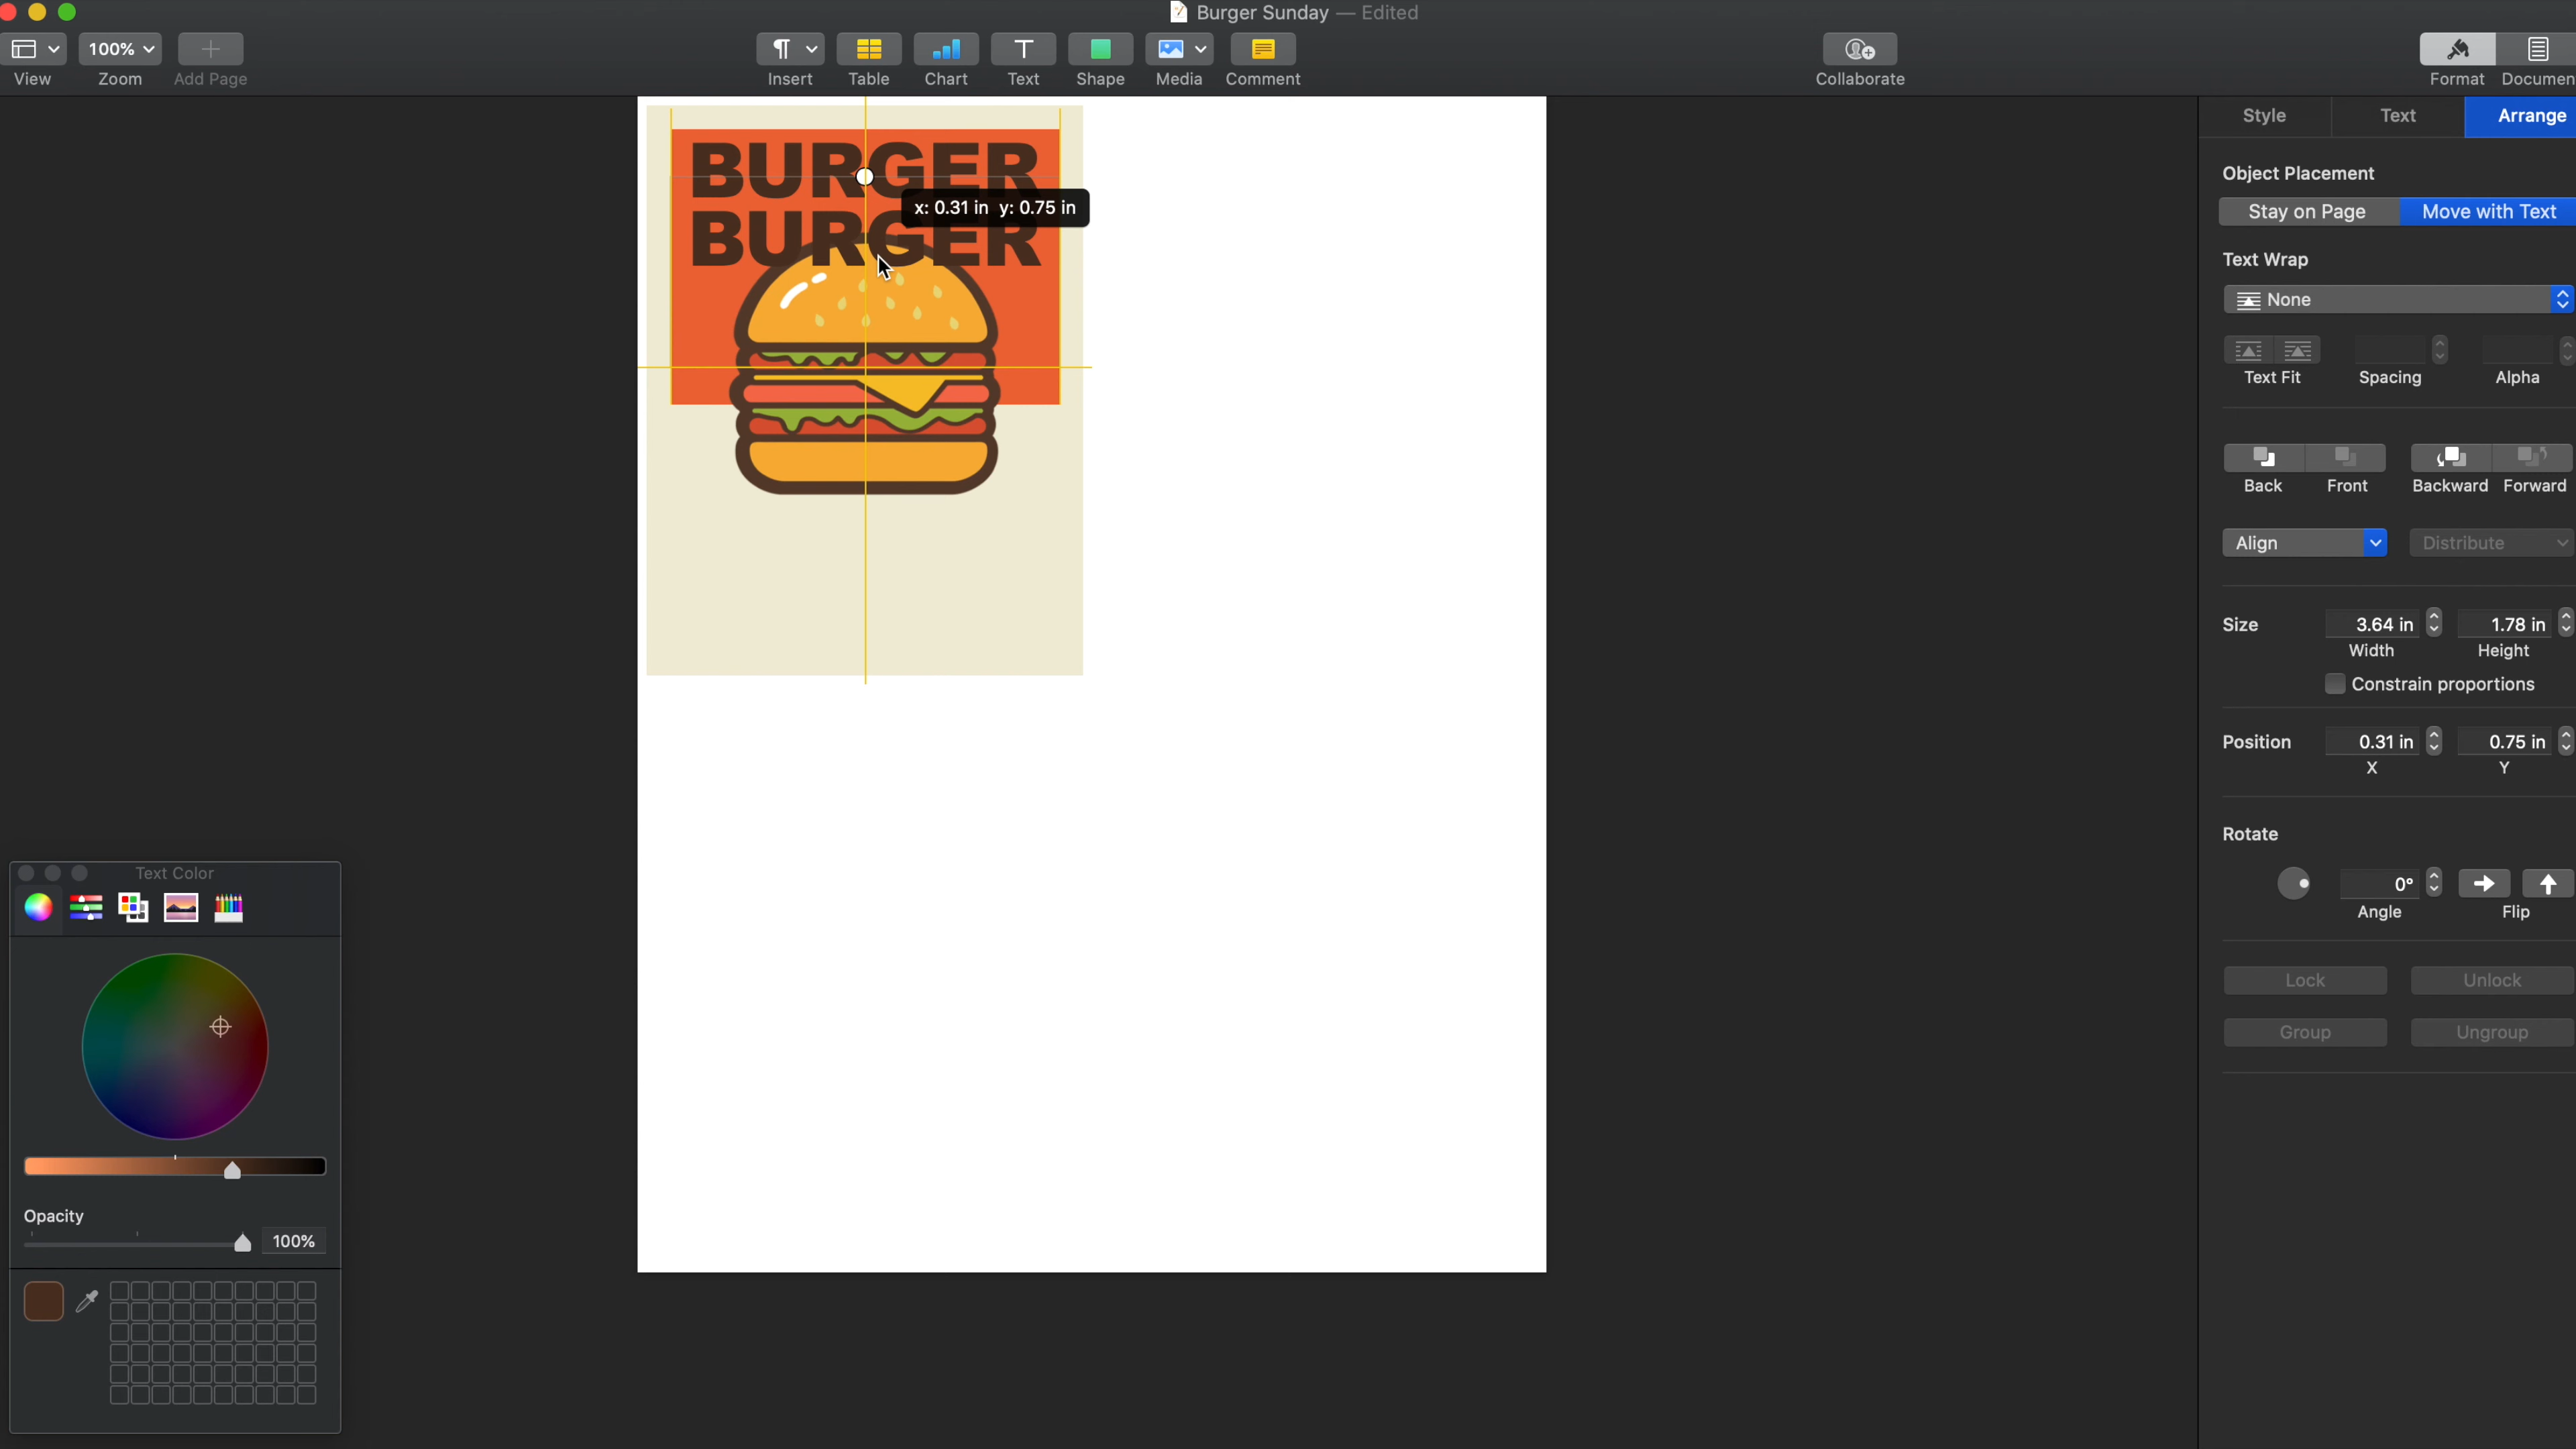 Burger Sunday — Edited
100%
View Zoom Add Page
Insert Table Chart Text Shape Media Comment
Collaborate
Format Documen
Style Text Arrange
BURGER
BURGER
x: 0.31 in y: 0.75 in
Object Placement
Stay on Page Move with Text
Text Wrap
None
Text Fit Spacing Alpha
Back Front Backward Forward
Align Distribute
Size 3.64 in 1.78 in
Width Height
Constrain proportions
Position 0.31 in 0.75 in
X Y
Rotate
0°
Angle Flip
Lock Unlock
Group Ungroup
Text Color
Opacity
100%